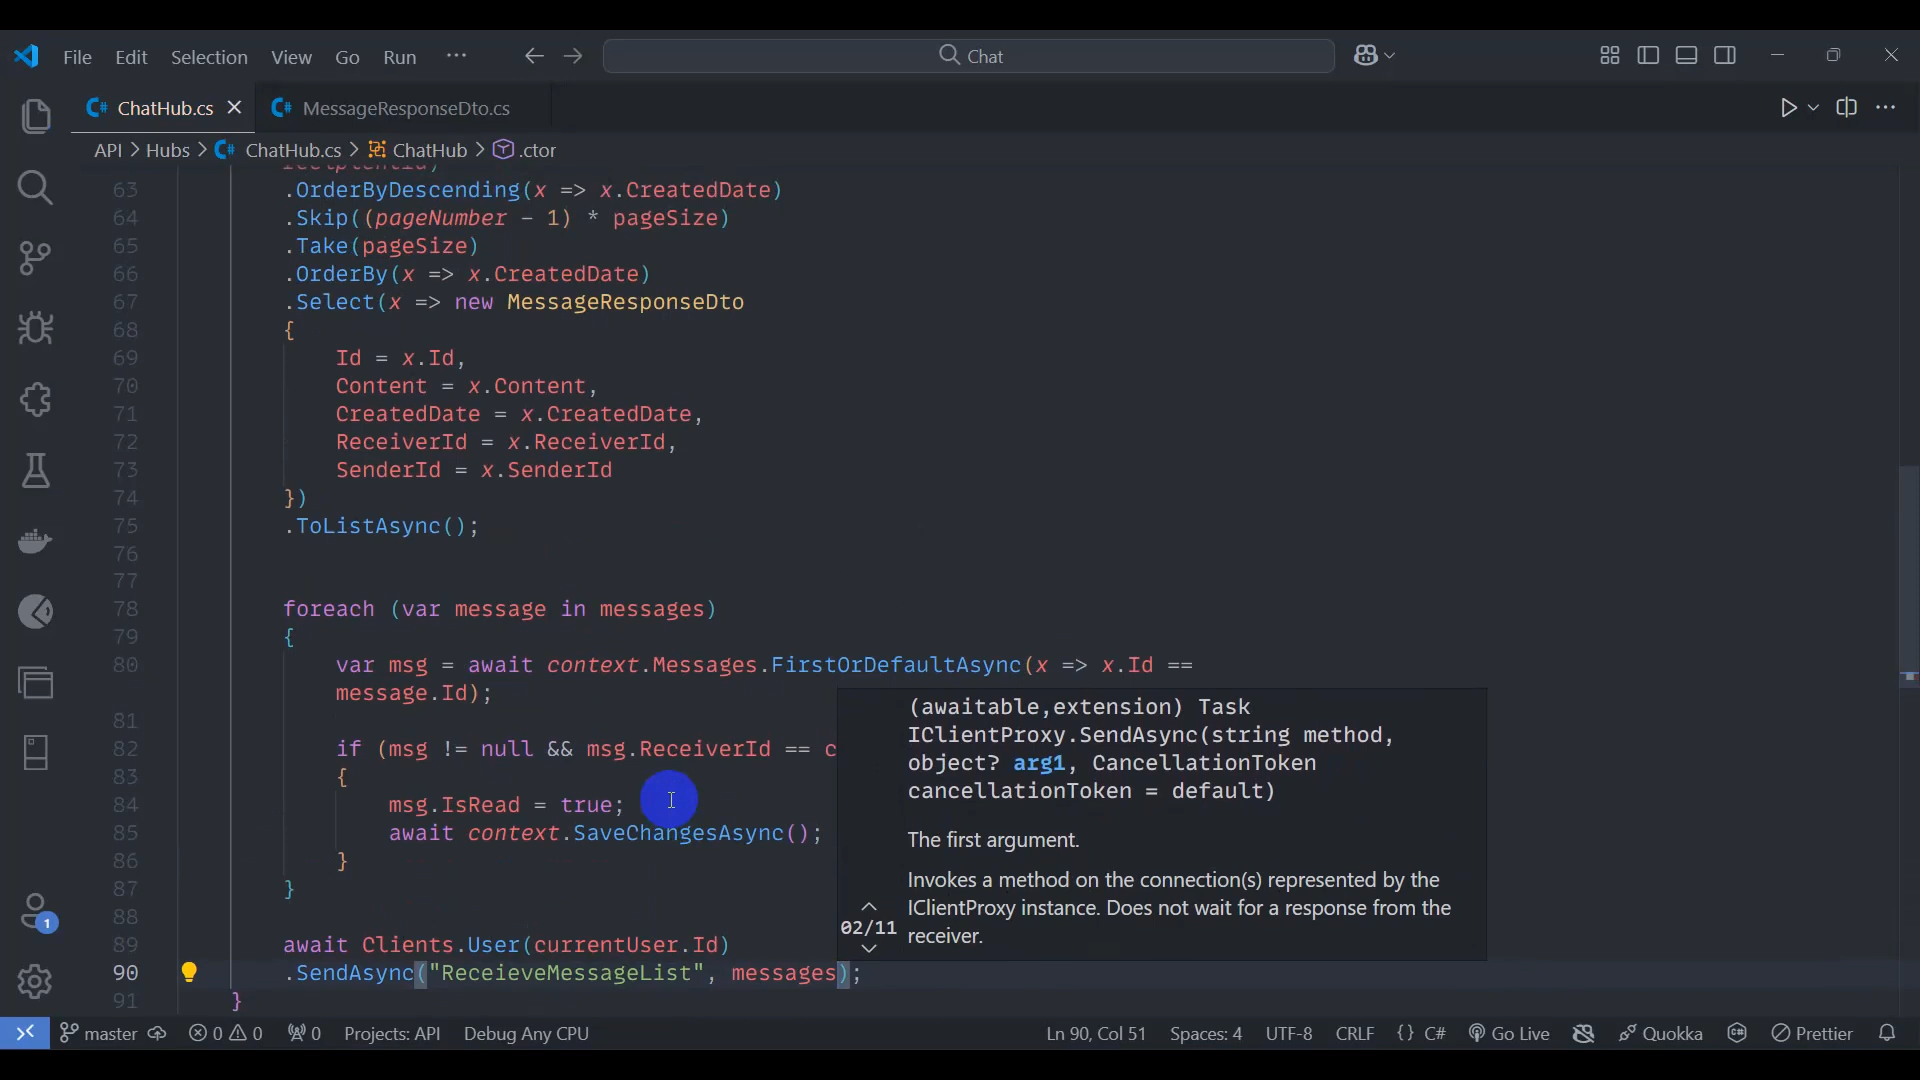 File Edit Selection View Go Run ···
Chat
ChatHub.cs
MessageResponseDto.cs
API > Hubs > ChatHub.cs > ChatHub > .ctor
63 .OrderByDescending(x => x.CreatedDate)
64 .Skip((pageNumber - 1) * pageSize)
65 .Take(pageSize)
66 .OrderBy(x => x.CreatedDate)
67 .Select(x => new MessageResponseDto
68 {
69 Id = x.Id,
70 Content = x.Content,
71 CreatedDate = x.CreatedDate,
72 ReceiverId = x.ReceiverId,
73 SenderId = x.SenderId
74 })
75 .ToListAsync();
76
77
78 foreach (var message in messages)
79 {
80 var msg = await context.Messages.FirstOrDefaultAsync(x => x.Id ==
message.Id);
81
82 if (msg != null && msg.ReceiverId == c
83 {
84 msg.IsRead = true;
85 await context.SaveChangesAsync();
86 }
87 }
88
89 await Clients.User(currentUser.Id)
90 .SendAsync("ReceieveMessageList", messages);
91 }
(awaitable,extension) Task
IClientProxy.SendAsync(string method,
object? arg1, CancellationToken
cancellationToken = default)
The first argument.
Invokes a method on the connection(s) represented by the
IClientProxy instance. Does not wait for a response from the
receiver.
02/11
1
master 0 0 0 Projects: API Debug Any CPU Ln 90, Col 51 Spaces: 4 UTF-8 CRLF {} C# Go Live Quokka Prettier